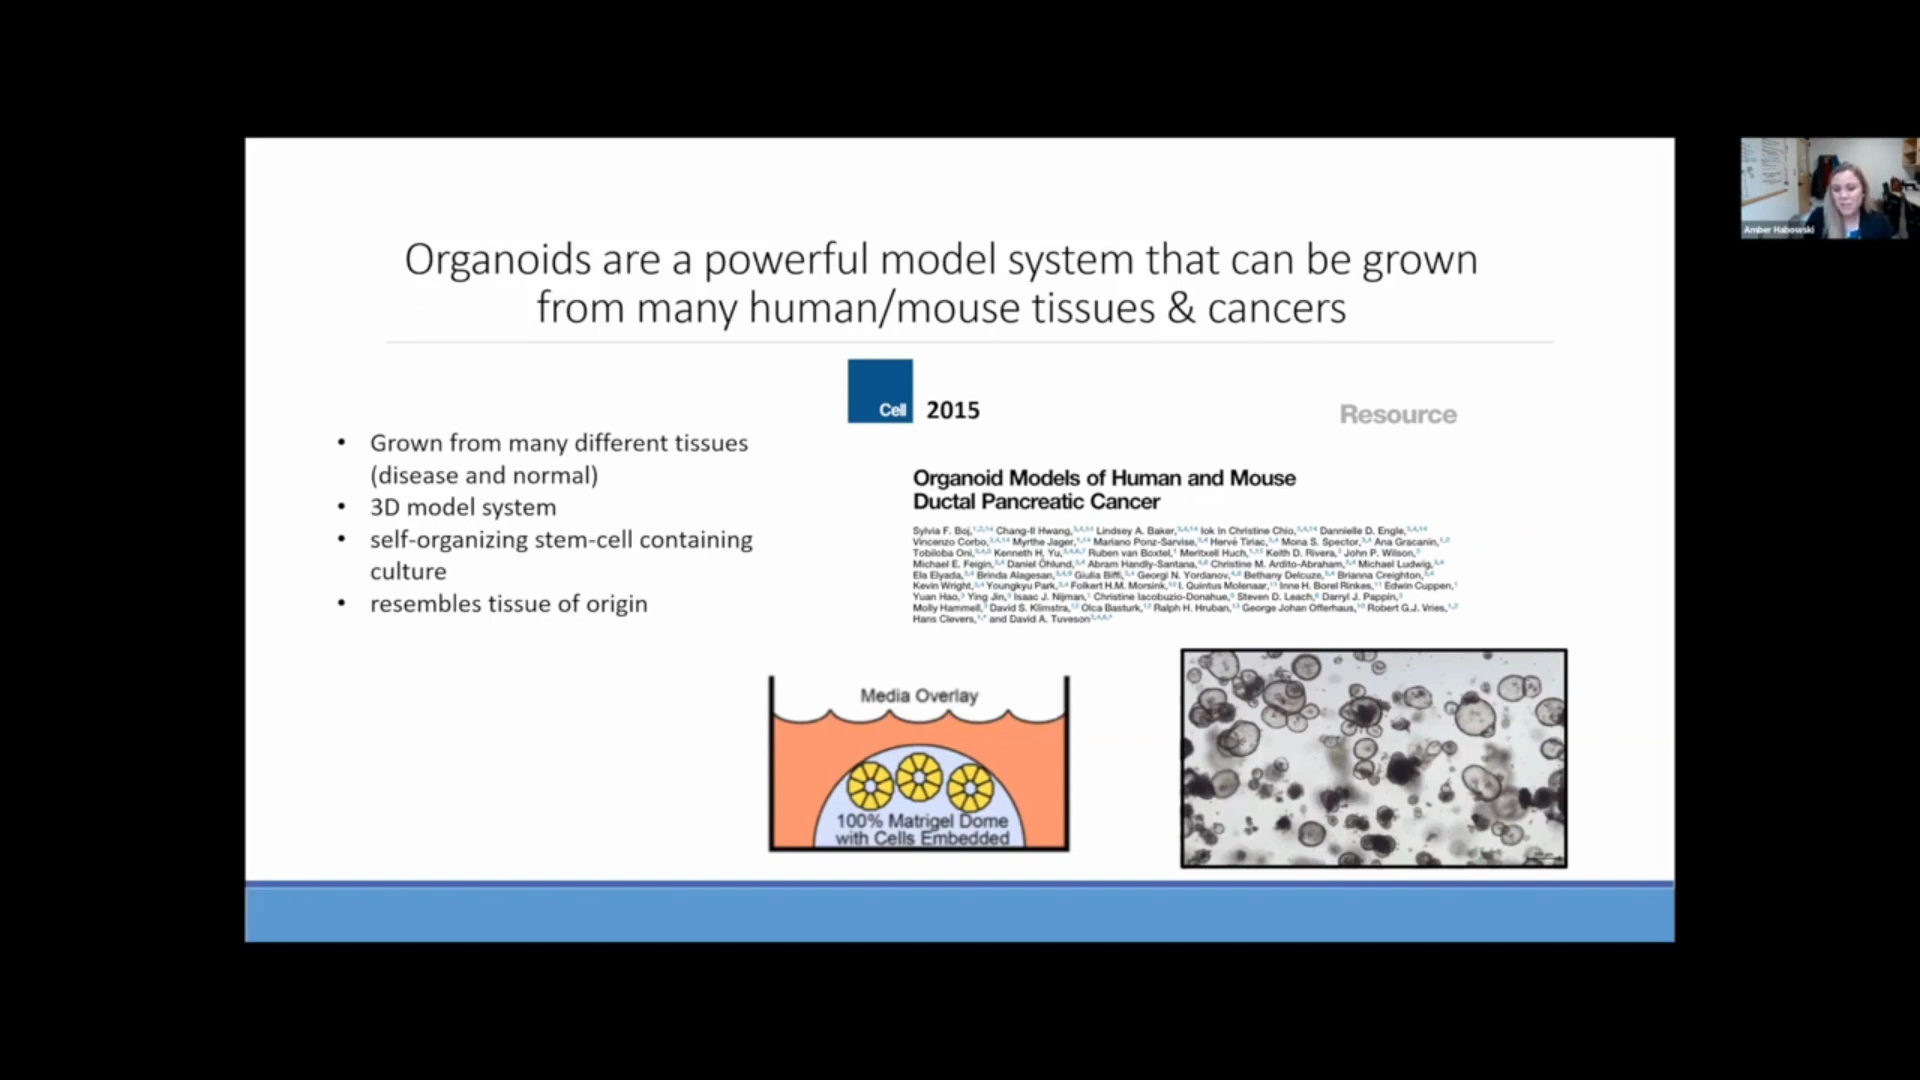 Organoids are a powerful model system that can be grown
from many human/mouse tissues & cancers
Cell
2015
Resource
• Grown from many different tissues
(disease and normal)
• 3D model system
• self-organizing stem-cell containing
culture
• resembles tissue of origin
Organoid Models of Human and Mouse
Ductal Pancreatic Cancer
Sylvia F. Boj, Chang-Il Hwang, Lindsey A. Baker, Iok In Christine Chio, Dannielle D. Engle,
Vincenzo Corbo, Myrthe Jager, Mariano Ponz-Sarvise, Hervé Tiriac, Mona S. Spector, Ana Gracanin,
Tobiloba Oni, Kenneth H. Yu, Ruben van Boxtel, Meritxell Huch, Keith D. Rivera, John P. Wilson,
Michael E. Feigin, Daniel Öhlund, Abram Handly-Santana, Christine M. Ardito-Abraham, Michael Ludwig,
Ela Elyada, Brinda Alagesan, Giulia Biffi, Georgi N. Yordanov, Bethany Delcuze, Brianna Creighton,
Kevin Wright, Youngkyu Park, Folkert H.M. Morsink, I. Quintus Molenaar, Inne H. Borel Rinkes, Edwin Cuppen,
Yuan Hao, Ying Jin, Isaac J. Nijman, Christine Iacobuzio-Donahue, Steven D. Leach, Darryl J. Pappin,
Molly Hammell, David S. Klimstra, Olca Basturk, Ralph H. Hruban, George Johan Offerhaus, Robert G.J. Vries,
Hans Clevers, and David A. Tuveson
Media Overlay
100% Matrigel Dome
with Cells Embedded
Amber Habowski